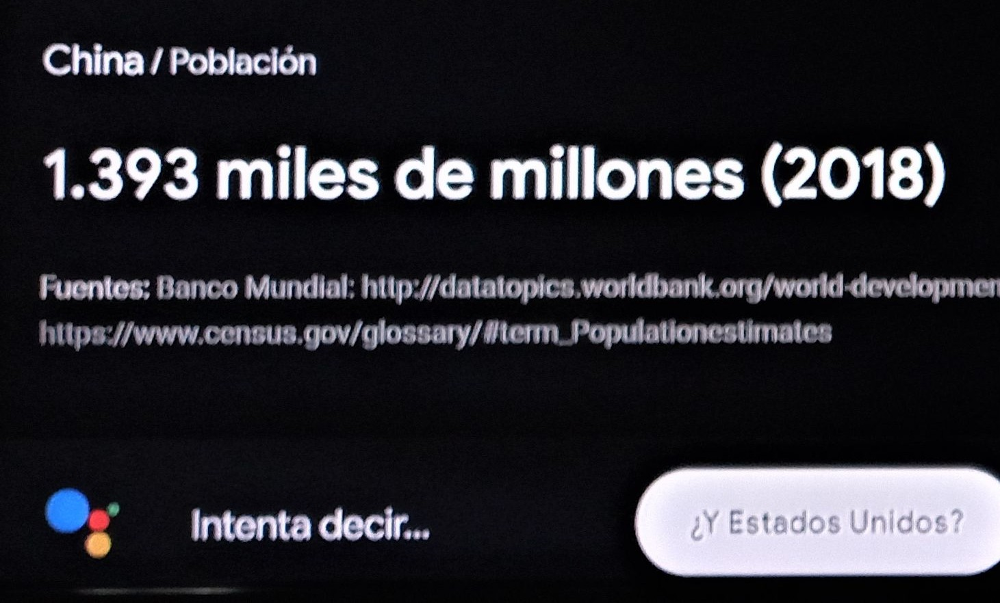 China / Población
1.393 miles de millones (2018)
Fuentes: Banco Mundial: http://datatopics.worldbank.org/world-developmen
https://www.census.gov/glossary/#term_Populationestimates
Intenta decir...
¿Y Estados Unidos?